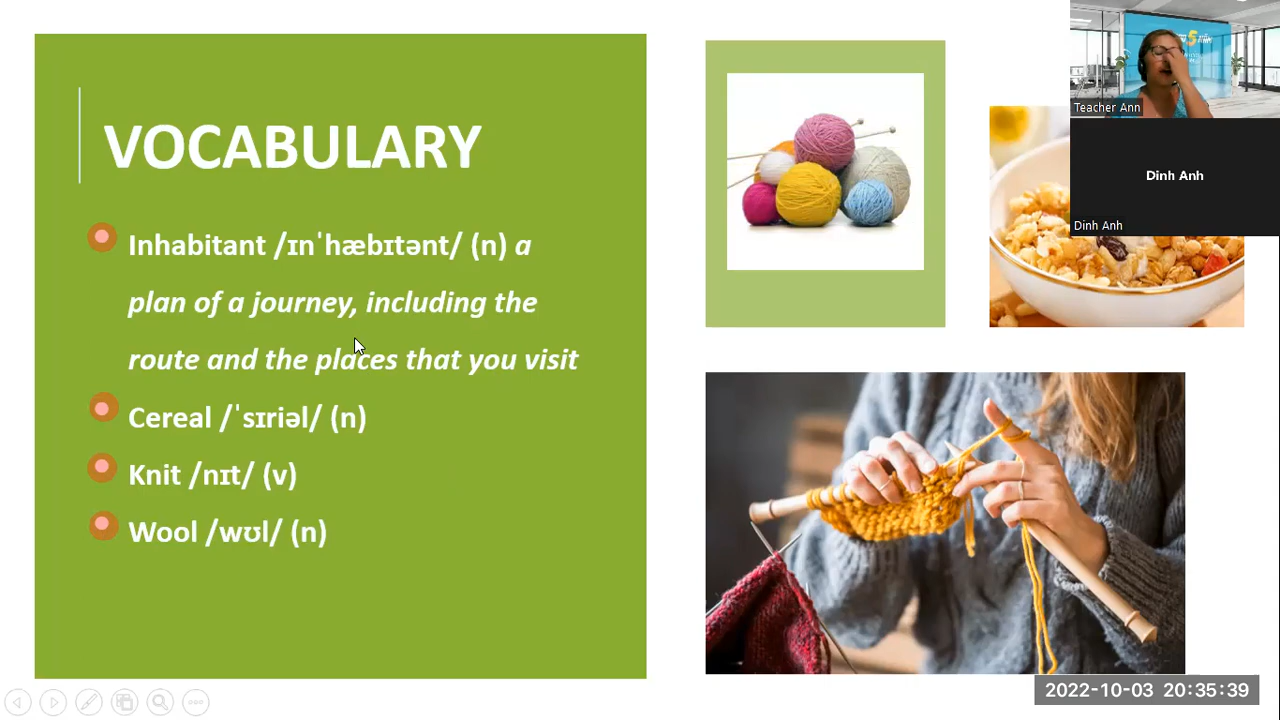 VOCABULARY
Inhabitant /ɪnˈhæbɪtənt/ (n) a
plan of a journey, including the
route and the places that you visit
Cereal /ˈsɪriəl/ (n)
Knit /nɪt/ (v)
Wool /wʊl/ (n)
Teacher Ann
Dinh Anh
Dinh Anh
2022-10-03 20:35:39